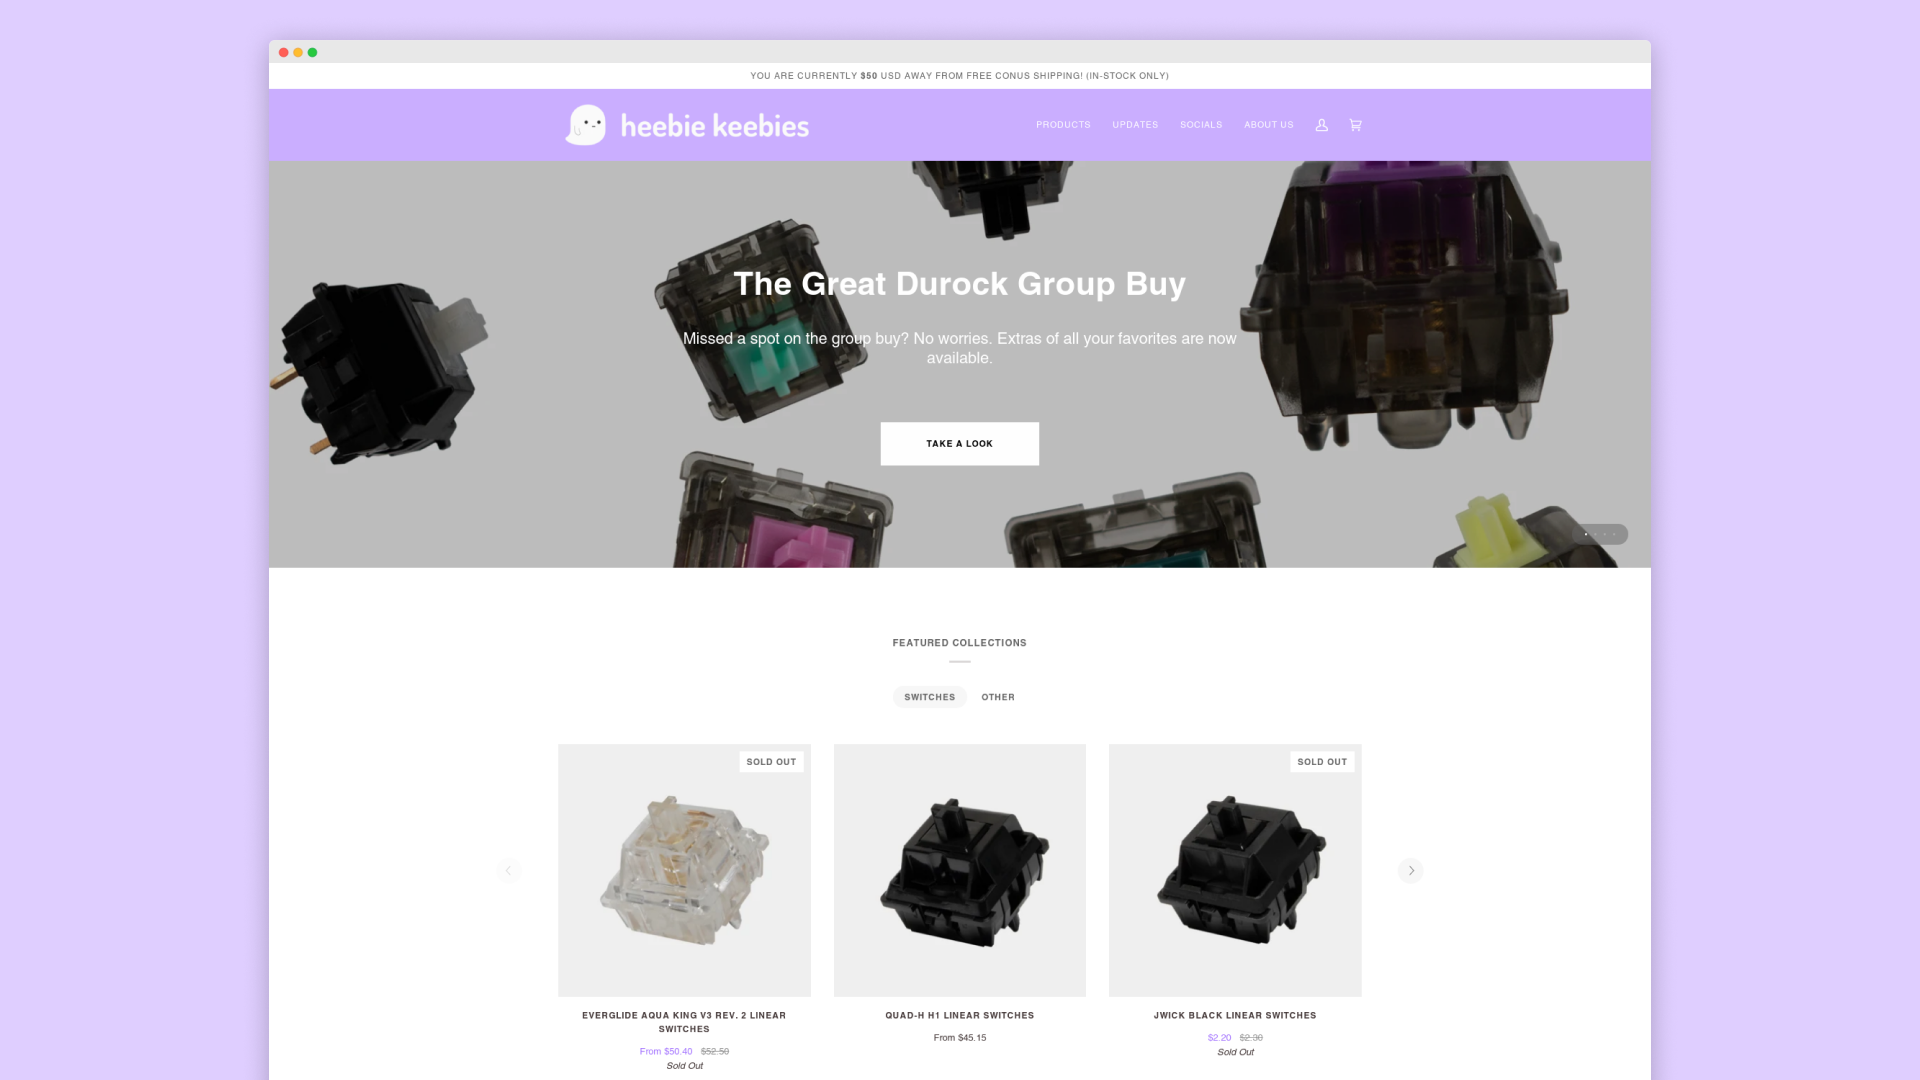 YOU ARE CURRENTLY $50 USD AWAY FROM FREE CONUS SHIPPING! (IN-STOCK ONLY)
heebie keebies
PRODUCTS UPDATES SOCIALS ABOUT US
The Great Durock Group Buy
Missed a spot on the group buy? No worries. Extras of all your favorites are now
available.
TAKE A LOOK
FEATURED COLLECTIONS
SWITCHES OTHER
SOLD OUT
SOLD OUT
EVERGLIDE AQUA KING V3 REV. 2 LINEAR
SWITCHES
From $50.40 $52.50
Sold Out
QUAD-H H1 LINEAR SWITCHES
From $45.15
JWICK BLACK LINEAR SWITCHES
$2.20 $2.30
Sold Out